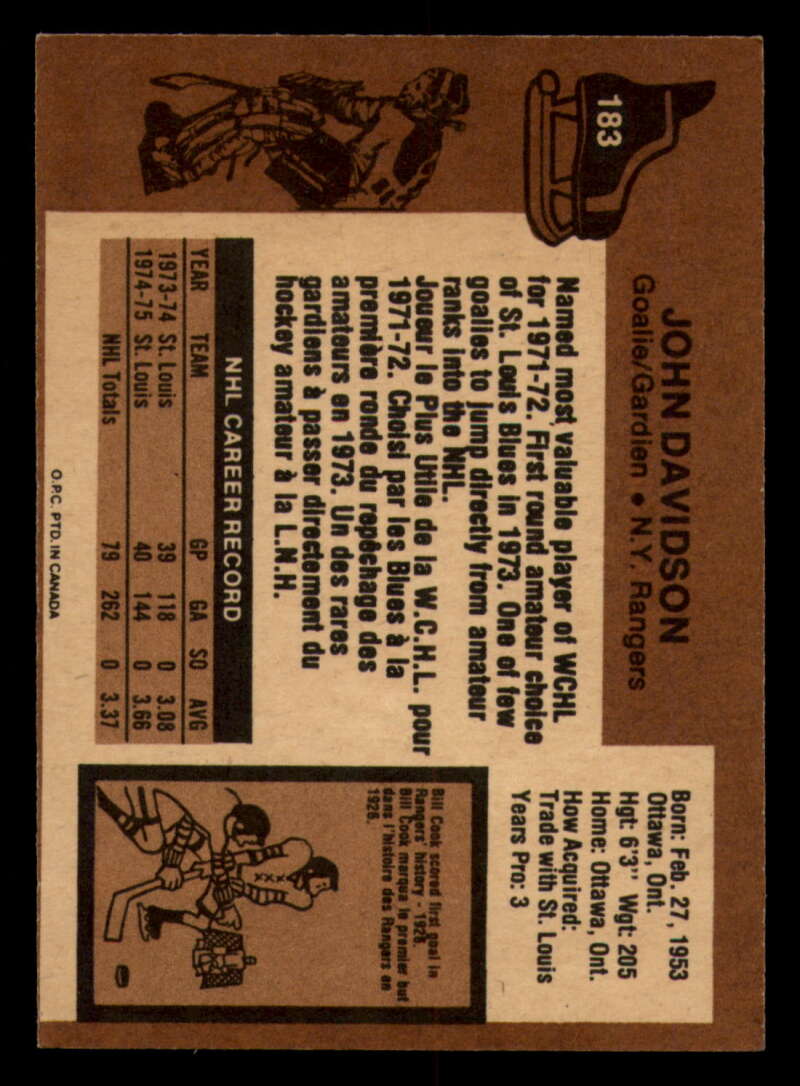 183
JOHN DAVIDSON
Goalie/Gardien • N.Y. Rangers
Born: Feb. 27, 1953
Ottawa, Ont.
Hgt: 6'3" Wgt: 205
Home: Ottawa, Ont.
How Acquired:
Trade with St. Louis
Years Pro: 3
Named most valuable player of WCHL
for 1971-72. First round amateur choice
of St. Louis Blues in 1973. One of few
goalies to jump directly from amateur
ranks into the NHL.
Joueur le Plus Utile de la W.C.H.L. pour
1971-72. Choisi par les Blues à la
première ronde du repêchage des
amateurs en 1973. Un des rares
gardiens à passer directement du
hockey amateur à la L.N.H.
NHL CAREER RECORD
YEAR TEAM GP GA SO AVG
1973-74 St. Louis 39 118 0 3.08
1974-75 St. Louis 40 144 0 3.66
NHL Totals 79 262 0 3.37
Bill Cook scored first goal in
Rangers' history - 1926.
Bill Cook marqua le premier but
dans l'histoire des Rangers en
1926.
O.P.C. PTD. IN CANADA